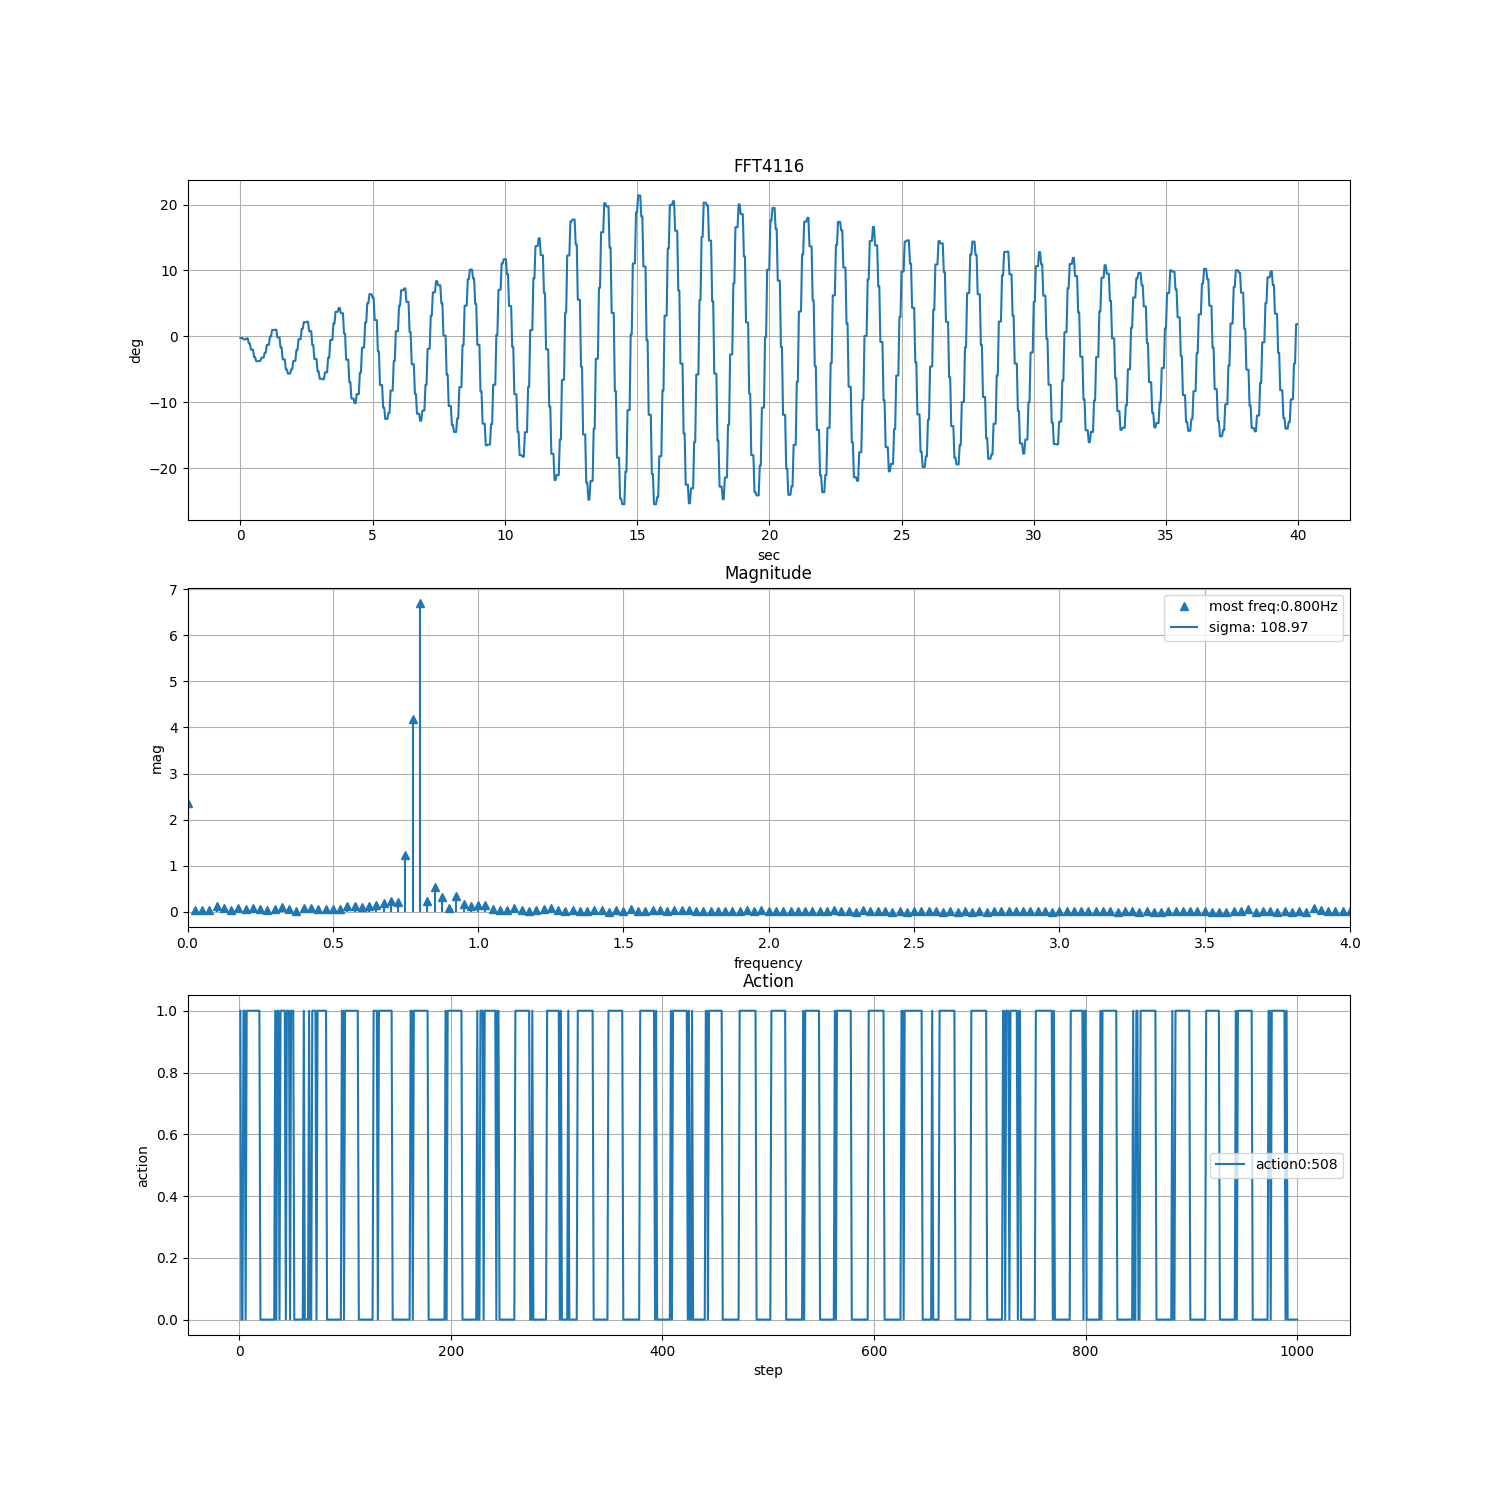 FFT4116
20
10
0
−10
−20
deg
0 5 10 15 20 25 30 35 40
sec
Magnitude
7
6
5
4
3
2
1
0
mag
most freq:0.800Hz
sigma: 108.97
0.0 0.5 1.0 1.5 2.0 2.5 3.0 3.5 4.0
frequency
Action
1.0
0.8
0.6
0.4
0.2
0.0
action
action0:508
0 200 400 600 800 1000
step